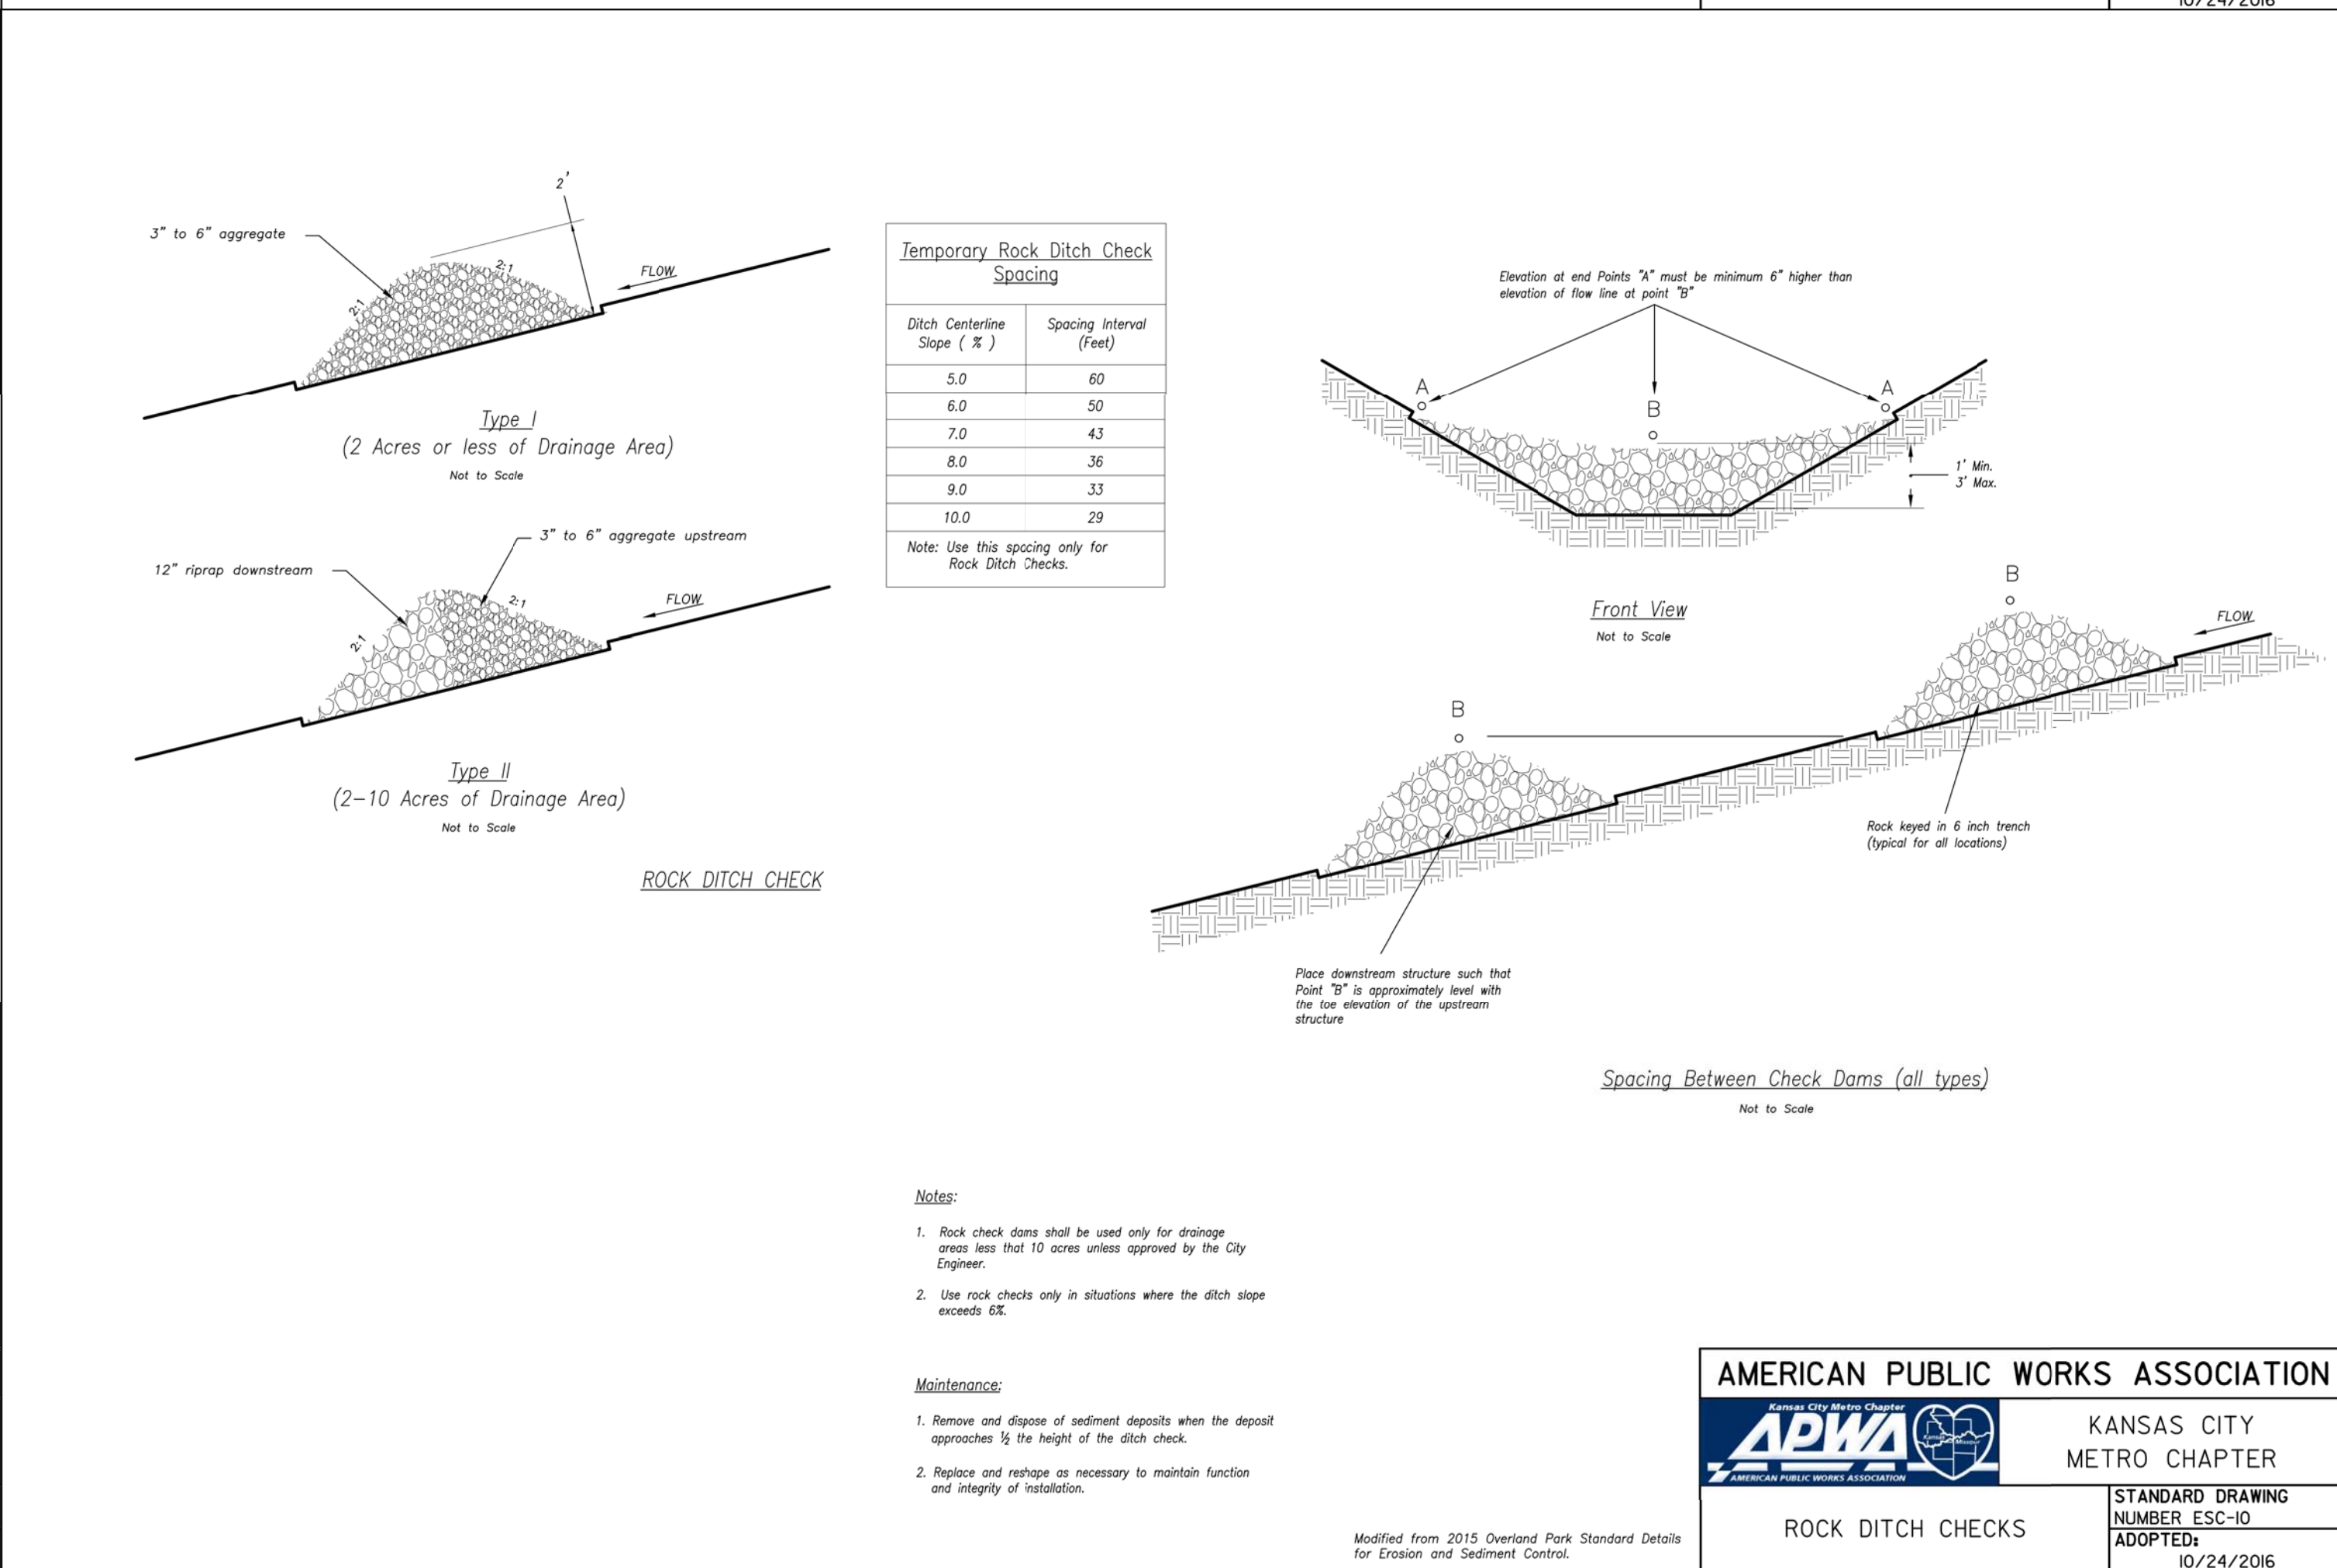 10/24/2016
2'
3" to 6" aggregate
2:1
2:1
FLOW
Type I
(2 Acres or less of Drainage Area)
Not to Scale
3" to 6" aggregate upstream
12" riprap downstream
2:1
2:1
FLOW
Type II
(2-10 Acres of Drainage Area)
Not to Scale
ROCK DITCH CHECK
Temporary Rock Ditch Check
Spacing
Ditch Centerline Slope ( % ) Spacing Interval (Feet)
5.0 60
6.0 50
7.0 43
8.0 36
9.0 33
10.0 29
Note: Use this spacing only for
Rock Ditch Checks.
Elevation at end Points "A" must be minimum 6" higher than
elevation of flow line at point "B"
A
B
A
1' Min.
3' Max.
Front View
Not to Scale
B
FLOW
B
Rock keyed in 6 inch trench
(typical for all locations)
Place downstream structure such that
Point "B" is approximately level with
the toe elevation of the upstream
structure
Spacing Between Check Dams (all types)
Not to Scale
Notes:
1. Rock check dams shall be used only for drainage
areas less that 10 acres unless approved by the City
Engineer.
2. Use rock checks only in situations where the ditch slope
exceeds 6%.
Maintenance:
1. Remove and dispose of sediment deposits when the deposit
approaches ½ the height of the ditch check.
2. Replace and reshape as necessary to maintain function
and integrity of installation.
Modified from 2015 Overland Park Standard Details
for Erosion and Sediment Control.
AMERICAN PUBLIC WORKS ASSOCIATION
Kansas City Metro Chapter
APWA
Kansas Missouri
AMERICAN PUBLIC WORKS ASSOCIATION
KANSAS CITY
METRO CHAPTER
ROCK DITCH CHECKS
STANDARD DRAWING
NUMBER ESC-10
ADOPTED:
10/24/2016